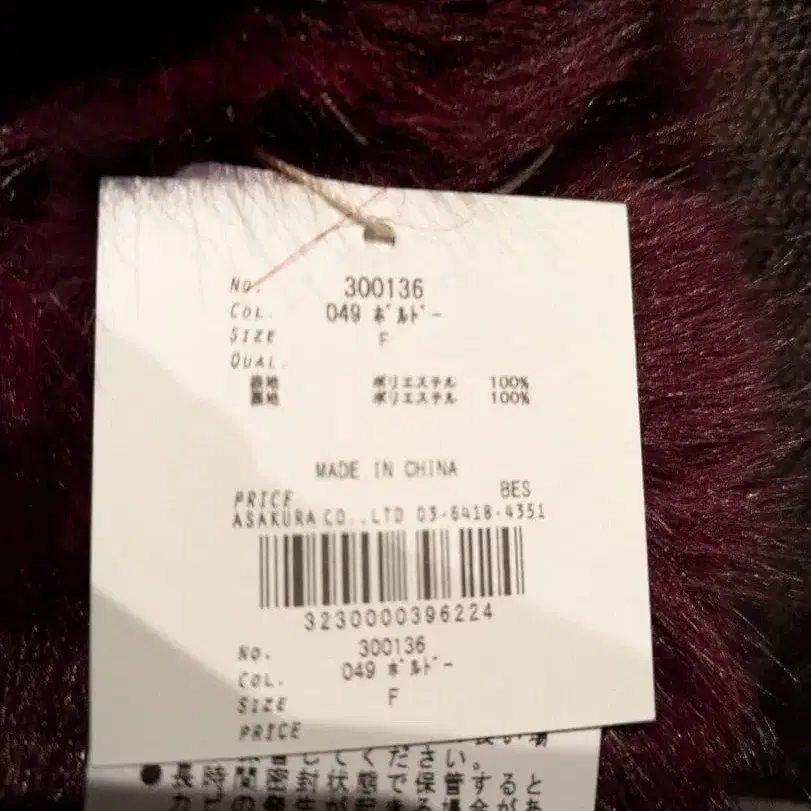 No. 300136
COL. 049 ﾎﾞﾙﾄﾞｰ
SIZE F
QUAL.
表地 ポリエステル 100%
裏地 ポリエステル 100%
MADE IN CHINA
BES
PRICE
ASAKURA CO.,LTD 03-6418-4351
3230000396224
No. 300136
COL. 049 ﾎﾞﾙﾄﾞｰ
SIZE F
PRICE
してください。
●長時間密封状態で保管すると